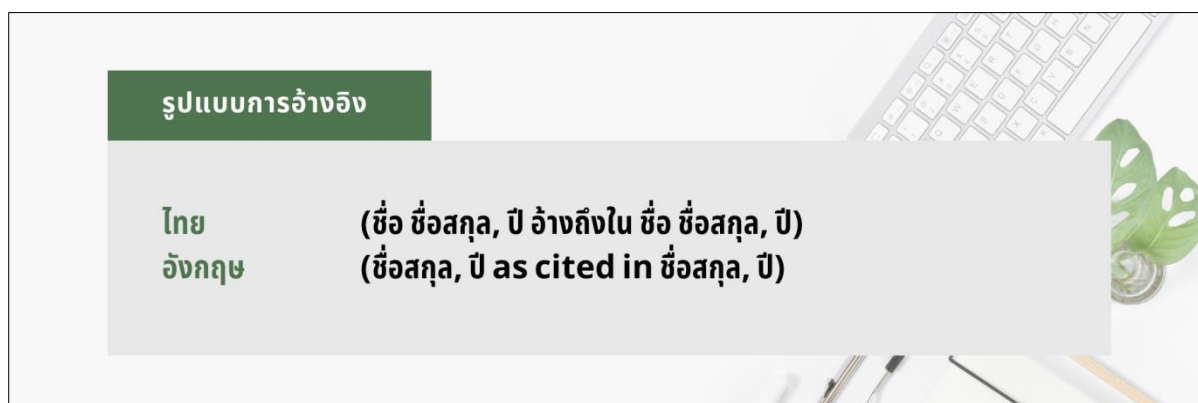 รูปแบบการอ้างอิง
ไทย (ชื่อ ชื่อสกุล, ปี อ้างถึงใน ชื่อ ชื่อสกุล, ปี)
อังกฤษ (ชื่อสกุล, ปี as cited in ชื่อสกุล, ปี)